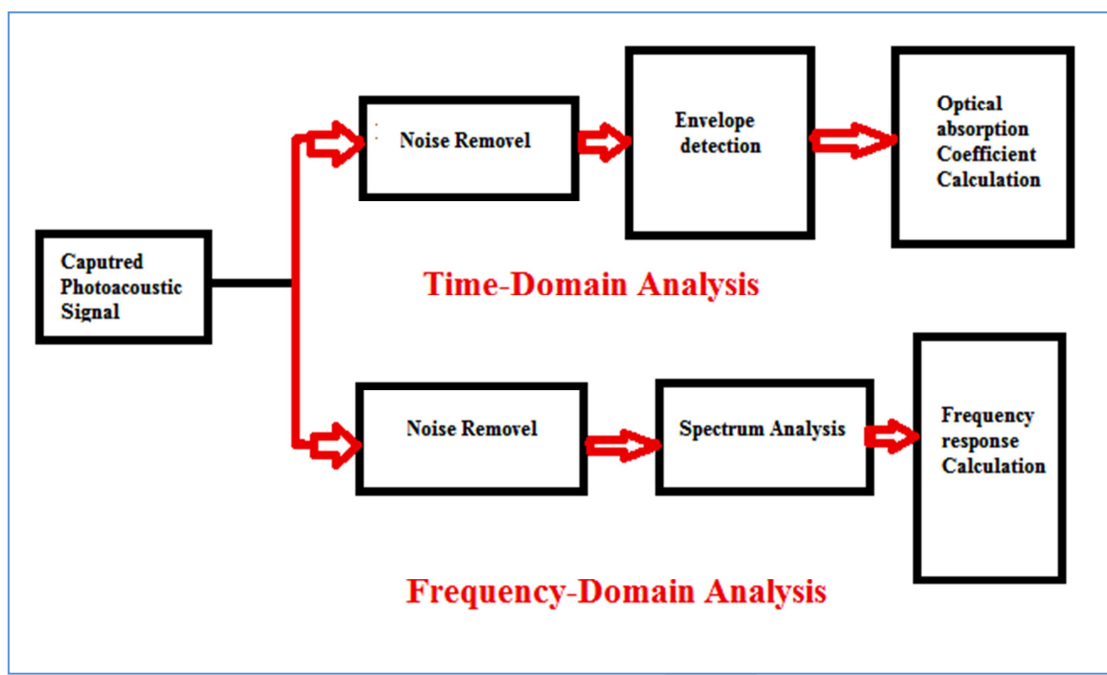 Caputred
Photoacoustic
Signal
Noise Removel
Envelope
detection
Optical
absorption
Coefficient
Calculation
Time-Domain Analysis
Noise Removel
Spectrum Analysis
Frequency
response
Calculation
Frequency-Domain Analysis